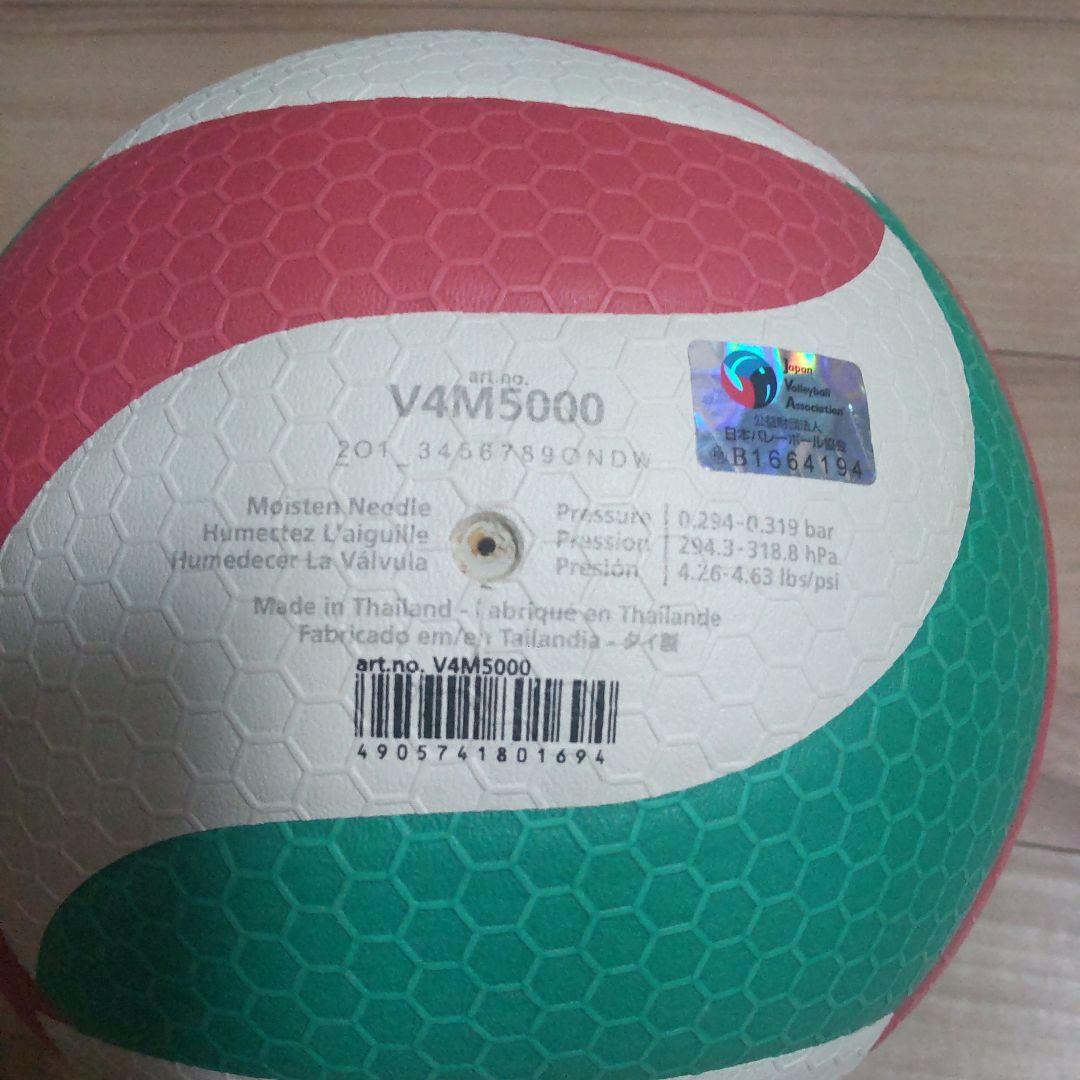 art.no.
V4M5000
201_34567890NDW
Japan
Volleyball
Association
公益財団法人
日本バレーボール協会
検 B1664194
Moisten Needle
Humectez L'aiguille
Humedecer La Válvula
Pressure 0.294-0.319 bar
Pression 294.3-318.8 hPa
Presión 4.26-4.63 lbs/psi
Made in Thailand - Fabriqué en Thaïlande
Fabricado em/en Tailandia - タイ製
art.no. V4M5000
4905741801694